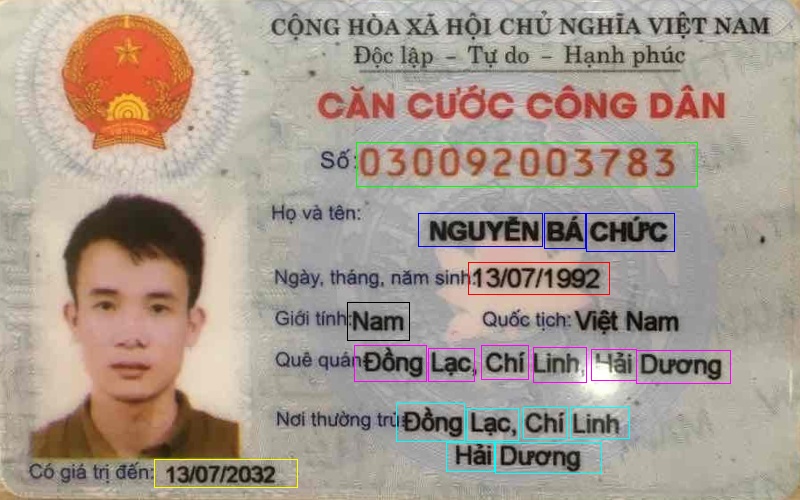 CỘNG HÒA XÃ HỘI CHỦ NGHĨA VIỆT NAM
Độc lập - Tự do - Hạnh phúc
CĂN CƯỚC CÔNG DÂN
Số: 030092003783
Họ và tên:
NGUYỄN BÁ CHỨC
Ngày, tháng, năm sinh: 13/07/1992
Giới tính: Nam Quốc tịch: Việt Nam
Quê quán: Đồng Lạc, Chí Linh, Hải Dương
Nơi thường trú: Đồng Lạc, Chí Linh
Hải Dương
Có giá trị đến: 13/07/2032
VIỆT NAM